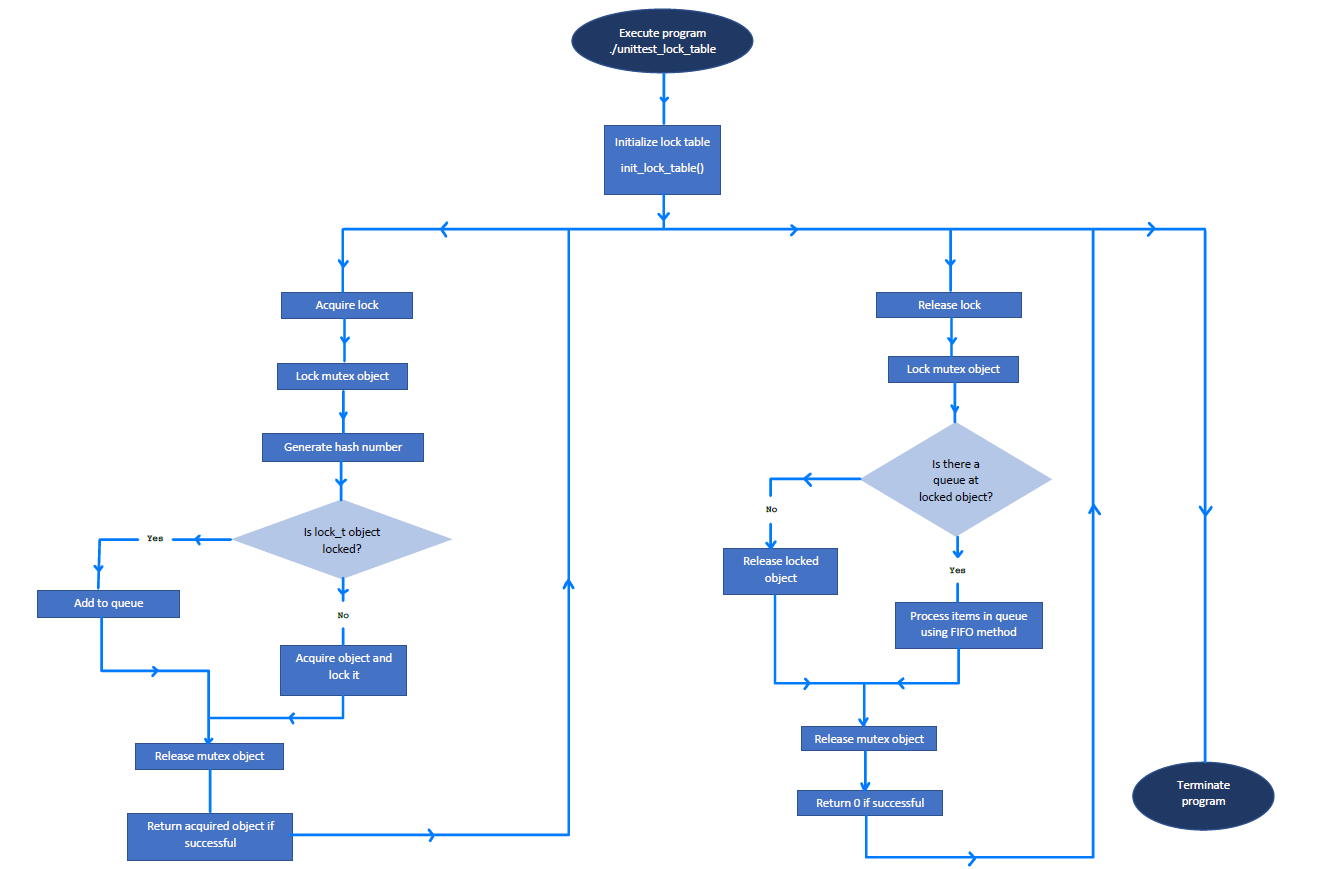 Execute program
./unittest_lock_table
Initialize lock table
init_lock_table()
Acquire lock
Lock mutex object
Generate hash number
Is lock_t object
locked?
Yes
Add to queue
No
Acquire object and
lock it
Release mutex object
Return acquired object if
successful
Release lock
Lock mutex object
Is there a
queue at
locked object?
No
Release locked
object
Yes
Process items in queue
using FIFO method
Release mutex object
Return 0 if successful
Terminate
program